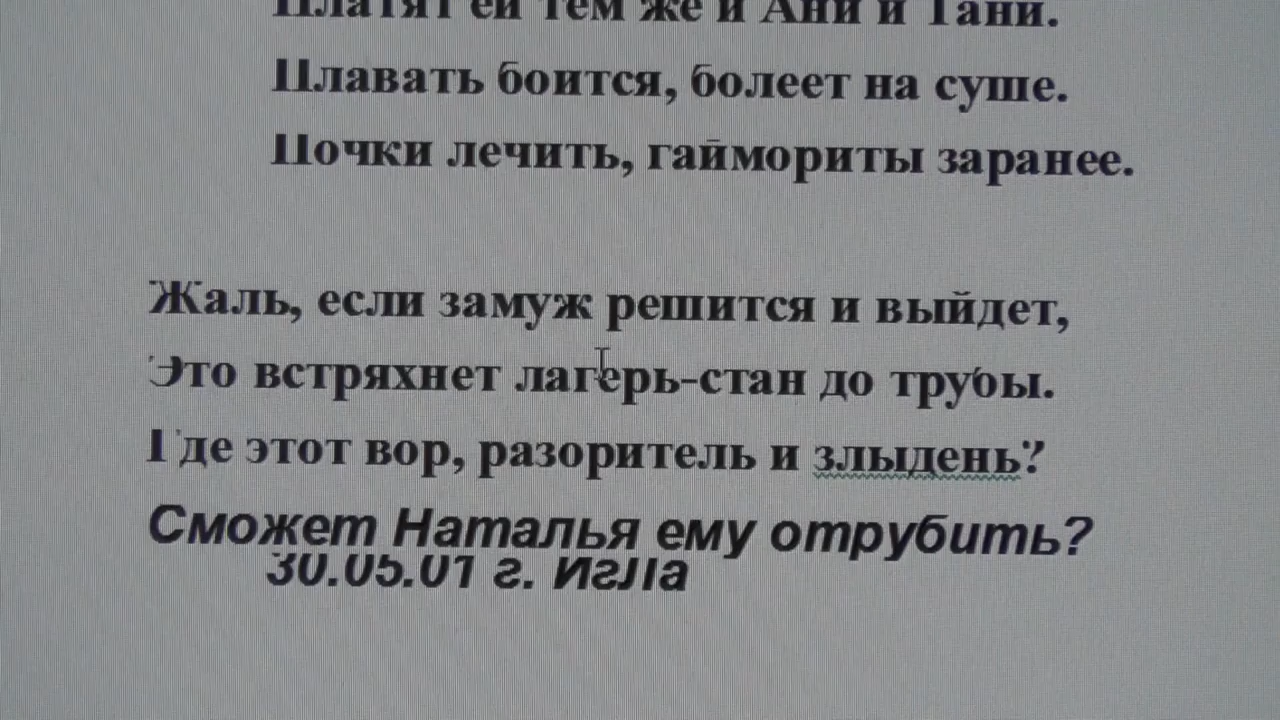 Платят ей тем же и Ани и Тани.
Плавать боится, болеет на суше.
Почки лечить, гаймориты заранее.
Жаль, если замуж решится и выйдет,
Это встряхнет лагерь-стан до трубы.
Где этот вор, разоритель и злыдень?
Сможет Наталья ему отрубить?
30.05.01 г. ИгЛа